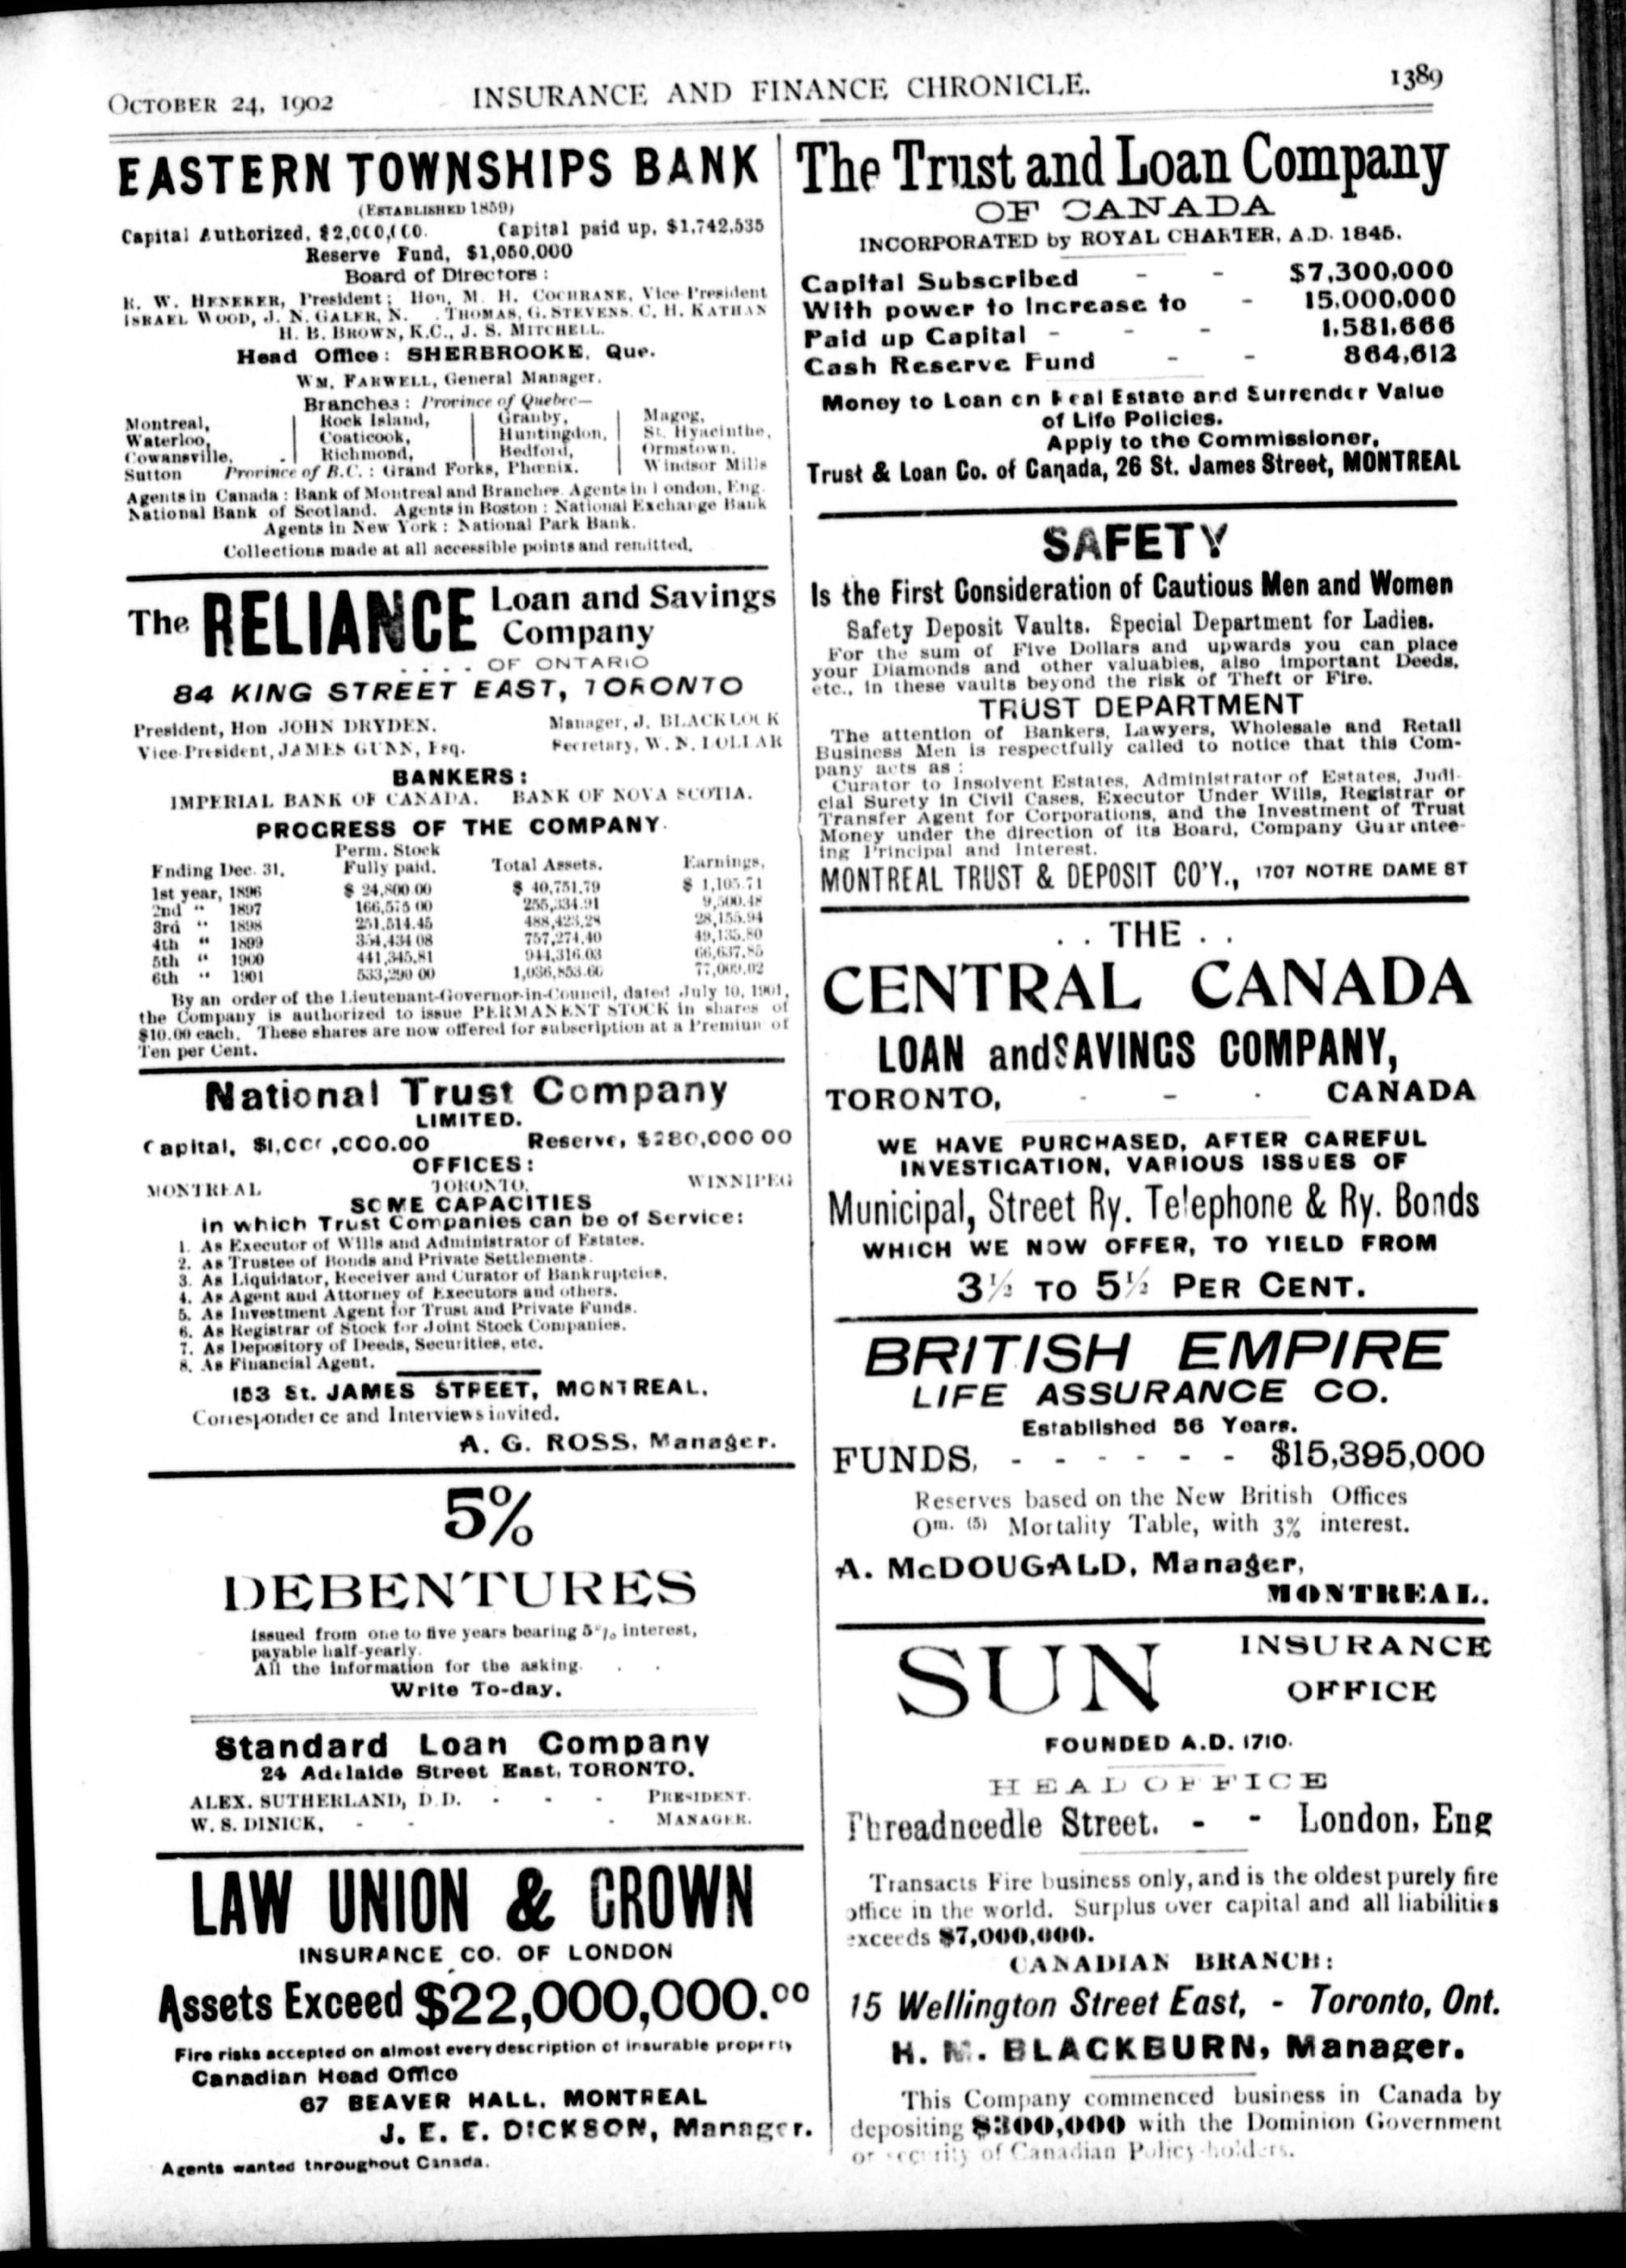 OCTOBER 24, 1902
INSURANCE AND FINANCE CHRONICLE.
1389
EASTERN TOWNSHIPS BANK
(ESTABLISHED 1859)
Capital Authorized, $2,000,000. Capital paid up, $1,742,535
Reserve Fund, $1,050,000
Board of Directors :
R. W. HENEKER, President; Hon. M. H. COCHRANE, Vice-President
ISRAEL WOOD, J. N. GALER, N. THOMAS, G. STEVENS, C. H. KATHAN
H. B. BROWN, K.C., J. S. MITCHELL.
Head Office: SHERBROOKE, Que.
WM. FARWELL, General Manager.
Branches: Province of Quebec—
Montreal, Rock Island, Granby, Magog,
Waterloo, Coaticook, Huntingdon, St. Hyacinthe,
Cowansville, Richmond, Bedford, Ormstown,
Sutton Province of B.C. : Grand Forks, Phœnix. Windsor Mills
Agents in Canada : Bank of Montreal and Branches. Agents in London, Eng.
National Bank of Scotland. Agents in Boston : National Exchange Bank
Agents in New York : National Park Bank.
Collections made at all accessible points and remitted.
The RELIANCE Loan and Savings
Company
. . . . OF ONTARIO
84 KING STREET EAST, TORONTO
President, Hon JOHN DRYDEN. Manager, J. BLACKLOCK
Vice-President, JAMES GUNN, Esq. Secretary, W. N. DOLLAR
BANKERS:
IMPERIAL BANK OF CANADA. BANK OF NOVA SCOTIA.
PROGRESS OF THE COMPANY.
Perm. Stock
Ending Dec. 31. Fully paid. Total Assets. Earnings.
1st year, 1896 $ 24,800 00 $ 40,751.79 $ 1,105.71
2nd " 1897 166,575 00 255,334.91 9,500.48
3rd " 1898 251,514.45 488,423.28 28,155.94
4th " 1899 354,434 08 757,274.40 49,135.80
5th " 1900 441,345.81 944,316.03 66,637.85
6th " 1901 533,290 00 1,036,853.66 77,009.02
By an order of the Lieutenant-Governor-in-Council, dated July 10, 1901,
the Company is authorized to issue PERMANENT STOCK in shares of
$10.00 each. These shares are now offered for subscription at a Premium of
Ten per Cent.
National Trust Company
LIMITED.
Capital, $1,000,000.00 Reserve, $280,000 00
OFFICES:
MONTREAL TORONTO, WINNIPEG
SOME CAPACITIES
in which Trust Companies can be of Service:
1. As Executor of Wills and Administrator of Estates.
2. As Trustee of Bonds and Private Settlements.
3. As Liquidator, Receiver and Curator of Bankruptcies.
4. As Agent and Attorney of Executors and others.
5. As Investment Agent for Trust and Private Funds.
6. As Registrar of Stock for Joint Stock Companies.
7. As Depository of Deeds, Securities, etc.
8. As Financial Agent.
153 St. JAMES STREET, MONTREAL.
Correspondence and Interviews invited.
A. G. ROSS, Manager.
5%
DEBENTURES
Issued from one to five years bearing 5% interest,
payable half-yearly.
All the information for the asking. . .
Write To-day.
Standard Loan Company
24 Adelaide Street East, TORONTO.
ALEX. SUTHERLAND, D.D. - - - PRESIDENT.
W. S. DINICK, - - - MANAGER.
LAW UNION & CROWN
INSURANCE CO. OF LONDON
Assets Exceed $22,000,000.00
Fire risks accepted on almost every description of insurable property
Canadian Head Office
67 BEAVER HALL, MONTREAL
J. E. E. DICKSON, Manager.
Agents wanted throughout Canada.
The Trust and Loan Company
OF CANADA
INCORPORATED by ROYAL CHARTER, A.D. 1845.
Capital Subscribed - - $7,300,000
With power to Increase to - 15,000,000
Paid up Capital - - - 1,581,666
Cash Reserve Fund - - 864,612
Money to Loan on Real Estate and Surrender Value
of Life Policies.
Apply to the Commissioner,
Trust & Loan Co. of Canada, 26 St. James Street, MONTREAL
SAFETY
Is the First Consideration of Cautious Men and Women
Safety Deposit Vaults. Special Department for Ladies.
For the sum of Five Dollars and upwards you can place
your Diamonds and other valuables, also important Deeds,
etc., in these vaults beyond the risk of Theft or Fire.
TRUST DEPARTMENT
The attention of Bankers, Lawyers, Wholesale and Retail
Business Men is respectfully called to notice that this Com-
pany acts as :
Curator to Insolvent Estates, Administrator of Estates, Judi-
cial Surety in Civil Cases, Executor Under Wills, Registrar or
Transfer Agent for Corporations, and the Investment of Trust
Money under the direction of its Board, Company Guarantee-
ing Principal and Interest.
MONTREAL TRUST & DEPOSIT CO'Y., 1707 NOTRE DAME ST
. . THE . .
CENTRAL CANADA
LOAN and SAVINGS COMPANY,
TORONTO, - - - CANADA
WE HAVE PURCHASED, AFTER CAREFUL
INVESTIGATION, VARIOUS ISSUES OF
Municipal, Street Ry. Telephone & Ry. Bonds
WHICH WE NOW OFFER, TO YIELD FROM
3½ TO 5½ PER CENT.
BRITISH EMPIRE
LIFE ASSURANCE CO.
Established 56 Years.
FUNDS, - - - - - - $15,395,000
Reserves based on the New British Offices
Om. (5) Mortality Table, with 3% interest.
A. McDOUGALD, Manager,
MONTREAL.
SUN INSURANCE
OFFICE
FOUNDED A.D. 1710.
HEAD OFFICE
Threadneedle Street. - - London, Eng
Transacts Fire business only, and is the oldest purely fire
office in the world. Surplus over capital and all liabilities
exceeds $7,000,000.
CANADIAN BRANCH:
15 Wellington Street East, - Toronto, Ont.
H. M. BLACKBURN, Manager.
This Company commenced business in Canada by
depositing $300,000 with the Dominion Government
or security of Canadian Policy-holders.